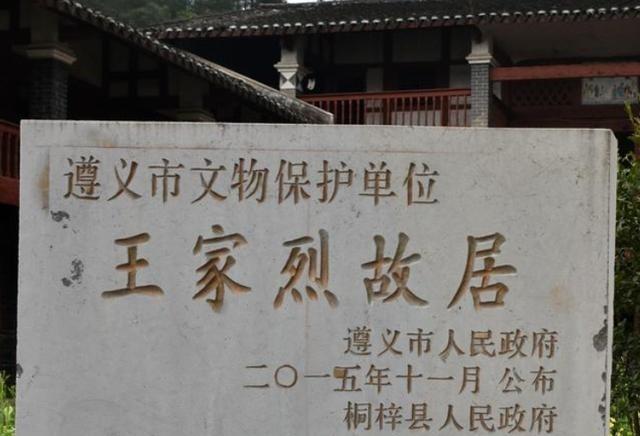 遵义市文物保护单位
王家烈故居
遵义市人民政府
二〇一五年十一月 公布
桐梓县人民政府